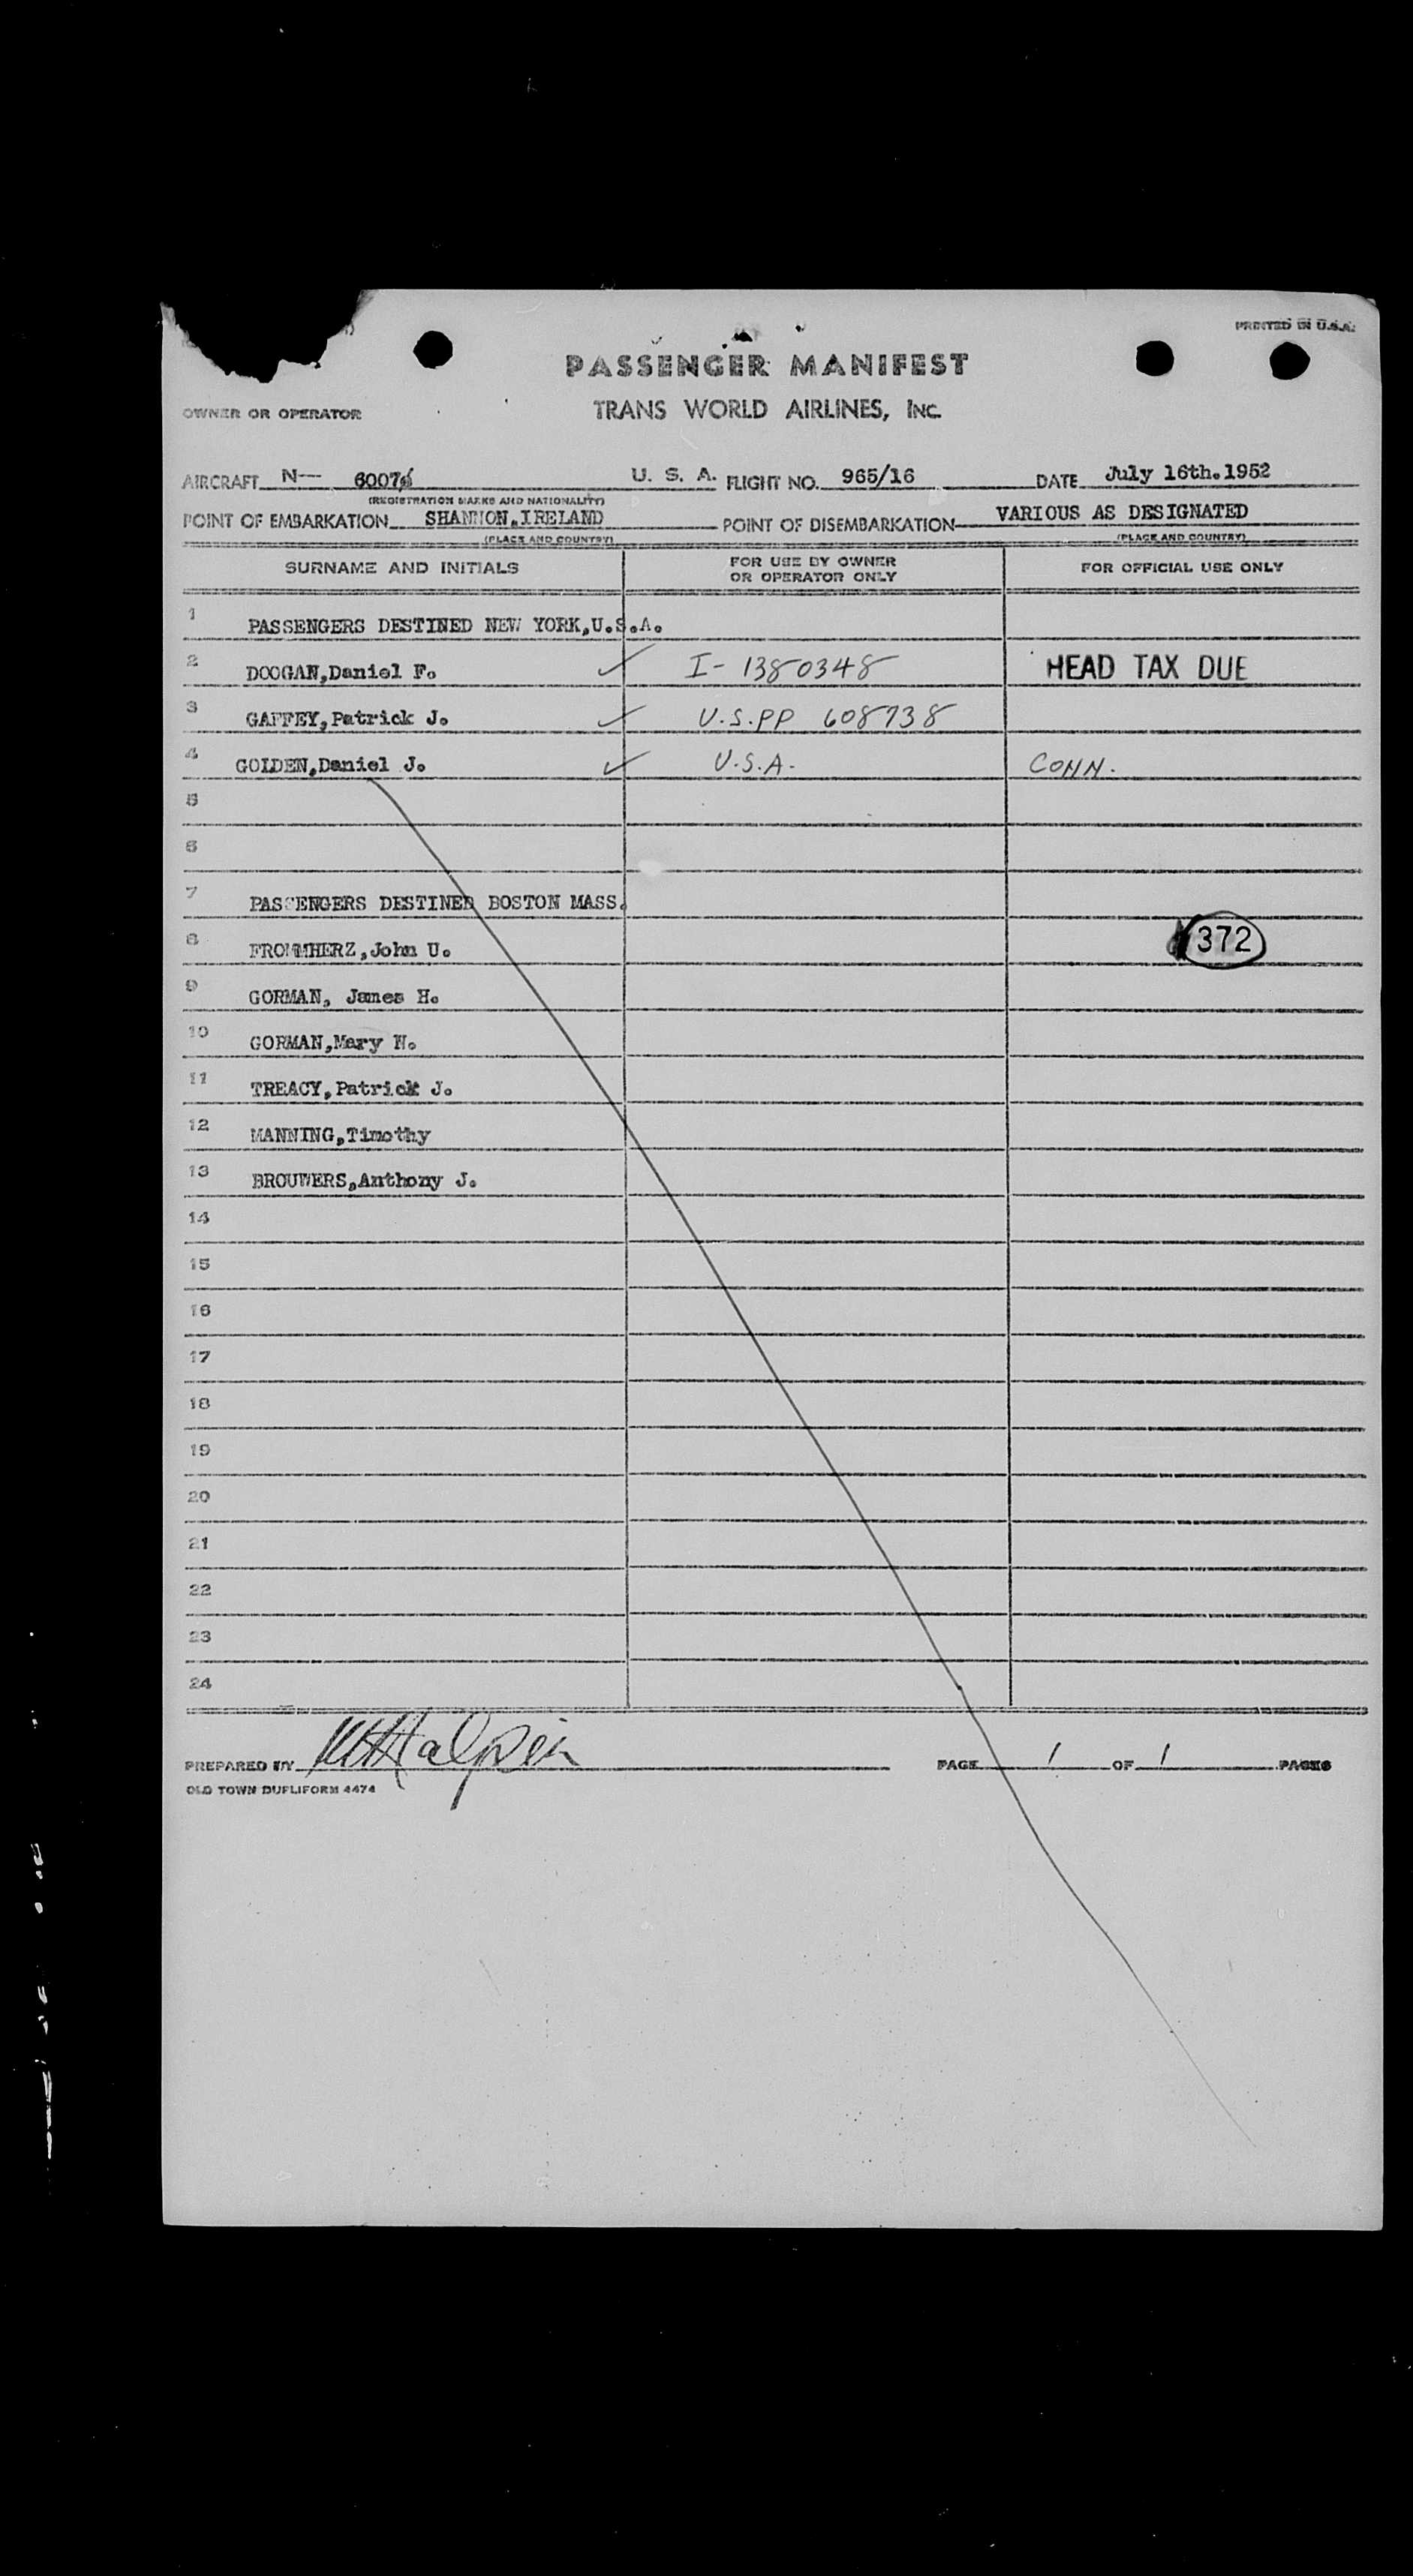 PRINTED IN U.S.A.
PASSENGER MANIFEST
OWNER OR OPERATOR TRANS WORLD AIRLINES, INC.
AIRCRAFT N— 6007 U. S. A. FLIGHT NO. 965/16 DATE July 16th.1952
(REGISTRATION MARKS AND NATIONALITY)
POINT OF EMBARKATION SHANNON,IRELAND POINT OF DISEMBARKATION VARIOUS AS DESIGNATED
(PLACE AND COUNTRY) (PLACE AND COUNTRY)
SURNAME AND INITIALS FOR USE BY OWNER OR OPERATOR ONLY FOR OFFICIAL USE ONLY
1 PASSENGERS DESTINED NEW YORK,U.S.A.
2 DOOGAN,Daniel F. ✓ I-1380348 HEAD TAX DUE
3 GAFFEY,Patrick J. ✓ U.S.PP 608738
4 GOLDEN,Daniel J. ✓ U.S.A. CONN.
5
6
7 PASSENGERS DESTINED BOSTON MASS.
8 FROMMHERZ,John U. 372
9 GORMAN, James H.
10 GORMAN,Mary N.
11 TREACY,Patrick J.
12 MANNING,Timothy
13 BROUWERS,Anthony J.
14
15
16
17
18
19
20
21
22
23
24
PREPARED BY Halpin PAGE 1 OF 1 PAGES
OLD TOWN DUPLIFORM 4474